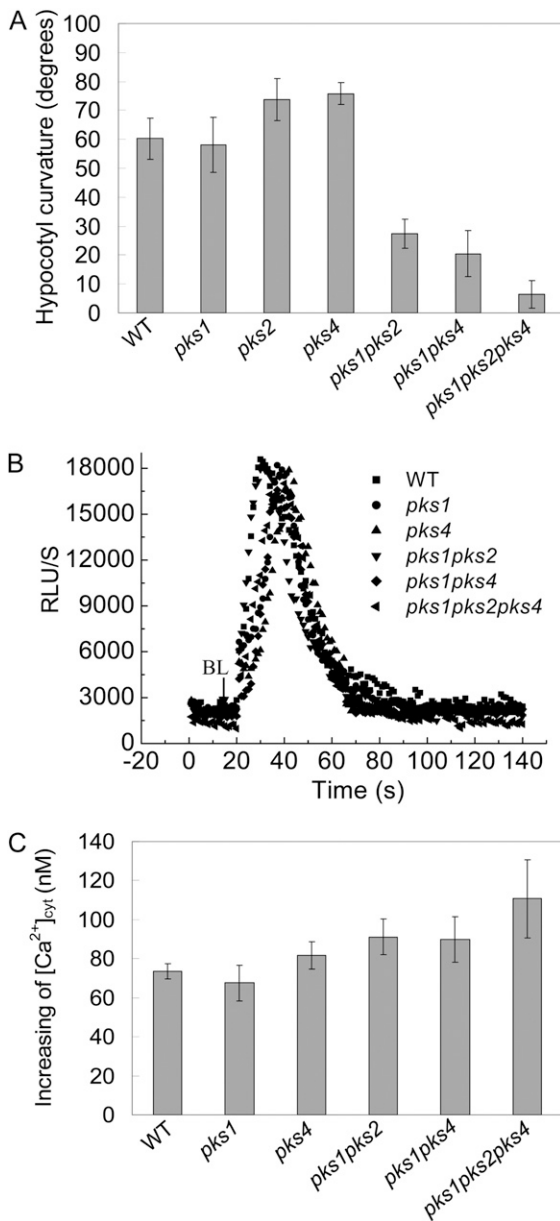 A
Hypocotyl curvature (degrees)
100
90
80
70
60
50
40
30
20
10
0
WT
pks1
pks2
pks4
pks1pks2
pks1pks4
pks1pks2pks4
B
RLU/S
18000
15000
12000
9000
6000
3000
0
BL
WT
pks1
pks4
pks1pks2
pks1pks4
pks1pks2pks4
-20 0 20 40 60 80 100 120 140
Time (s)
C
Increasing of [Ca²⁺]cyt (nM)
140
120
100
80
60
40
20
0
WT
pks1
pks4
pks1pks2
pks1pks4
pks1pks2pks4